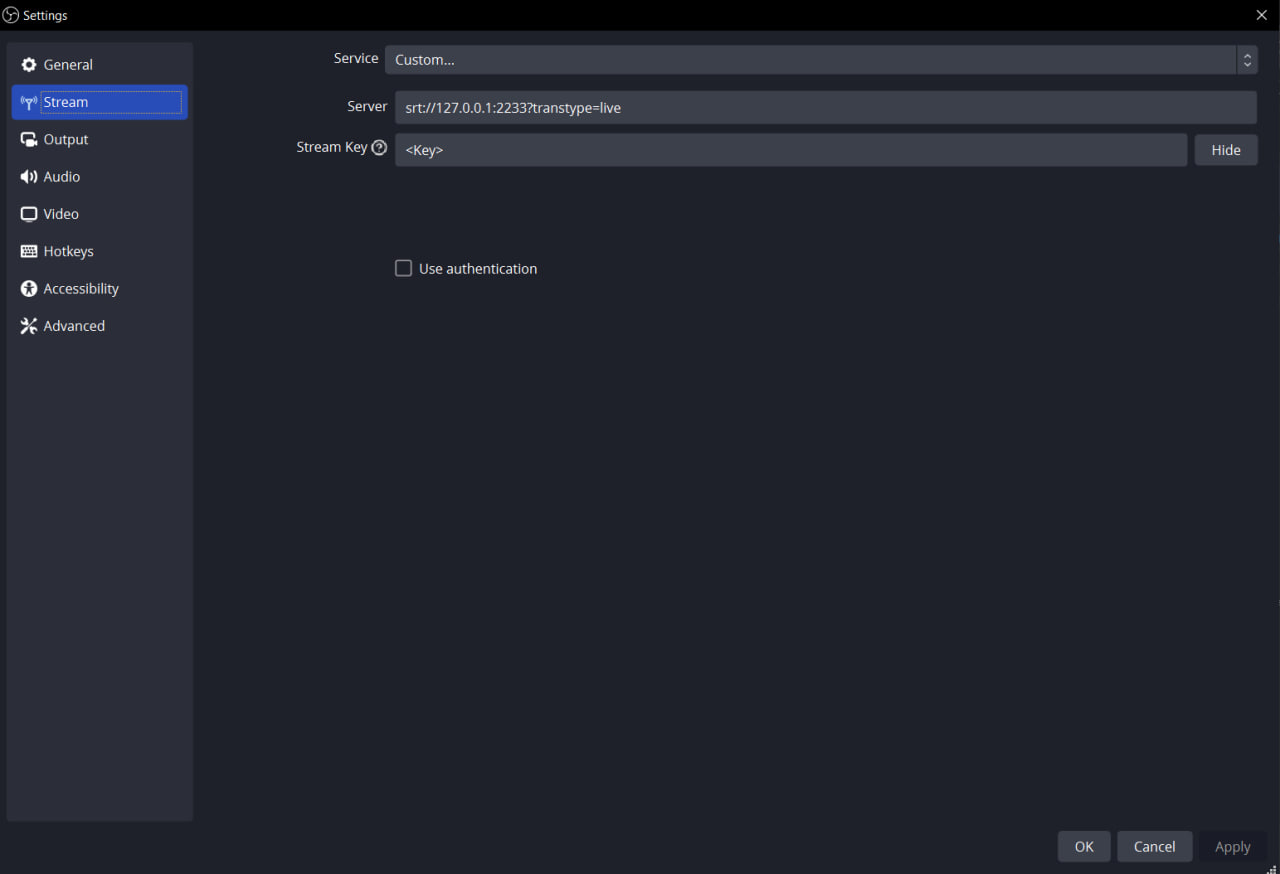 Settings
General
Stream
Output
Audio
Video
Hotkeys
Accessibility
Advanced
Service Custom...
Server srt://127.0.0.1:2233?transtype=live
Stream Key <Key> Hide
Use authentication
OK Cancel Apply